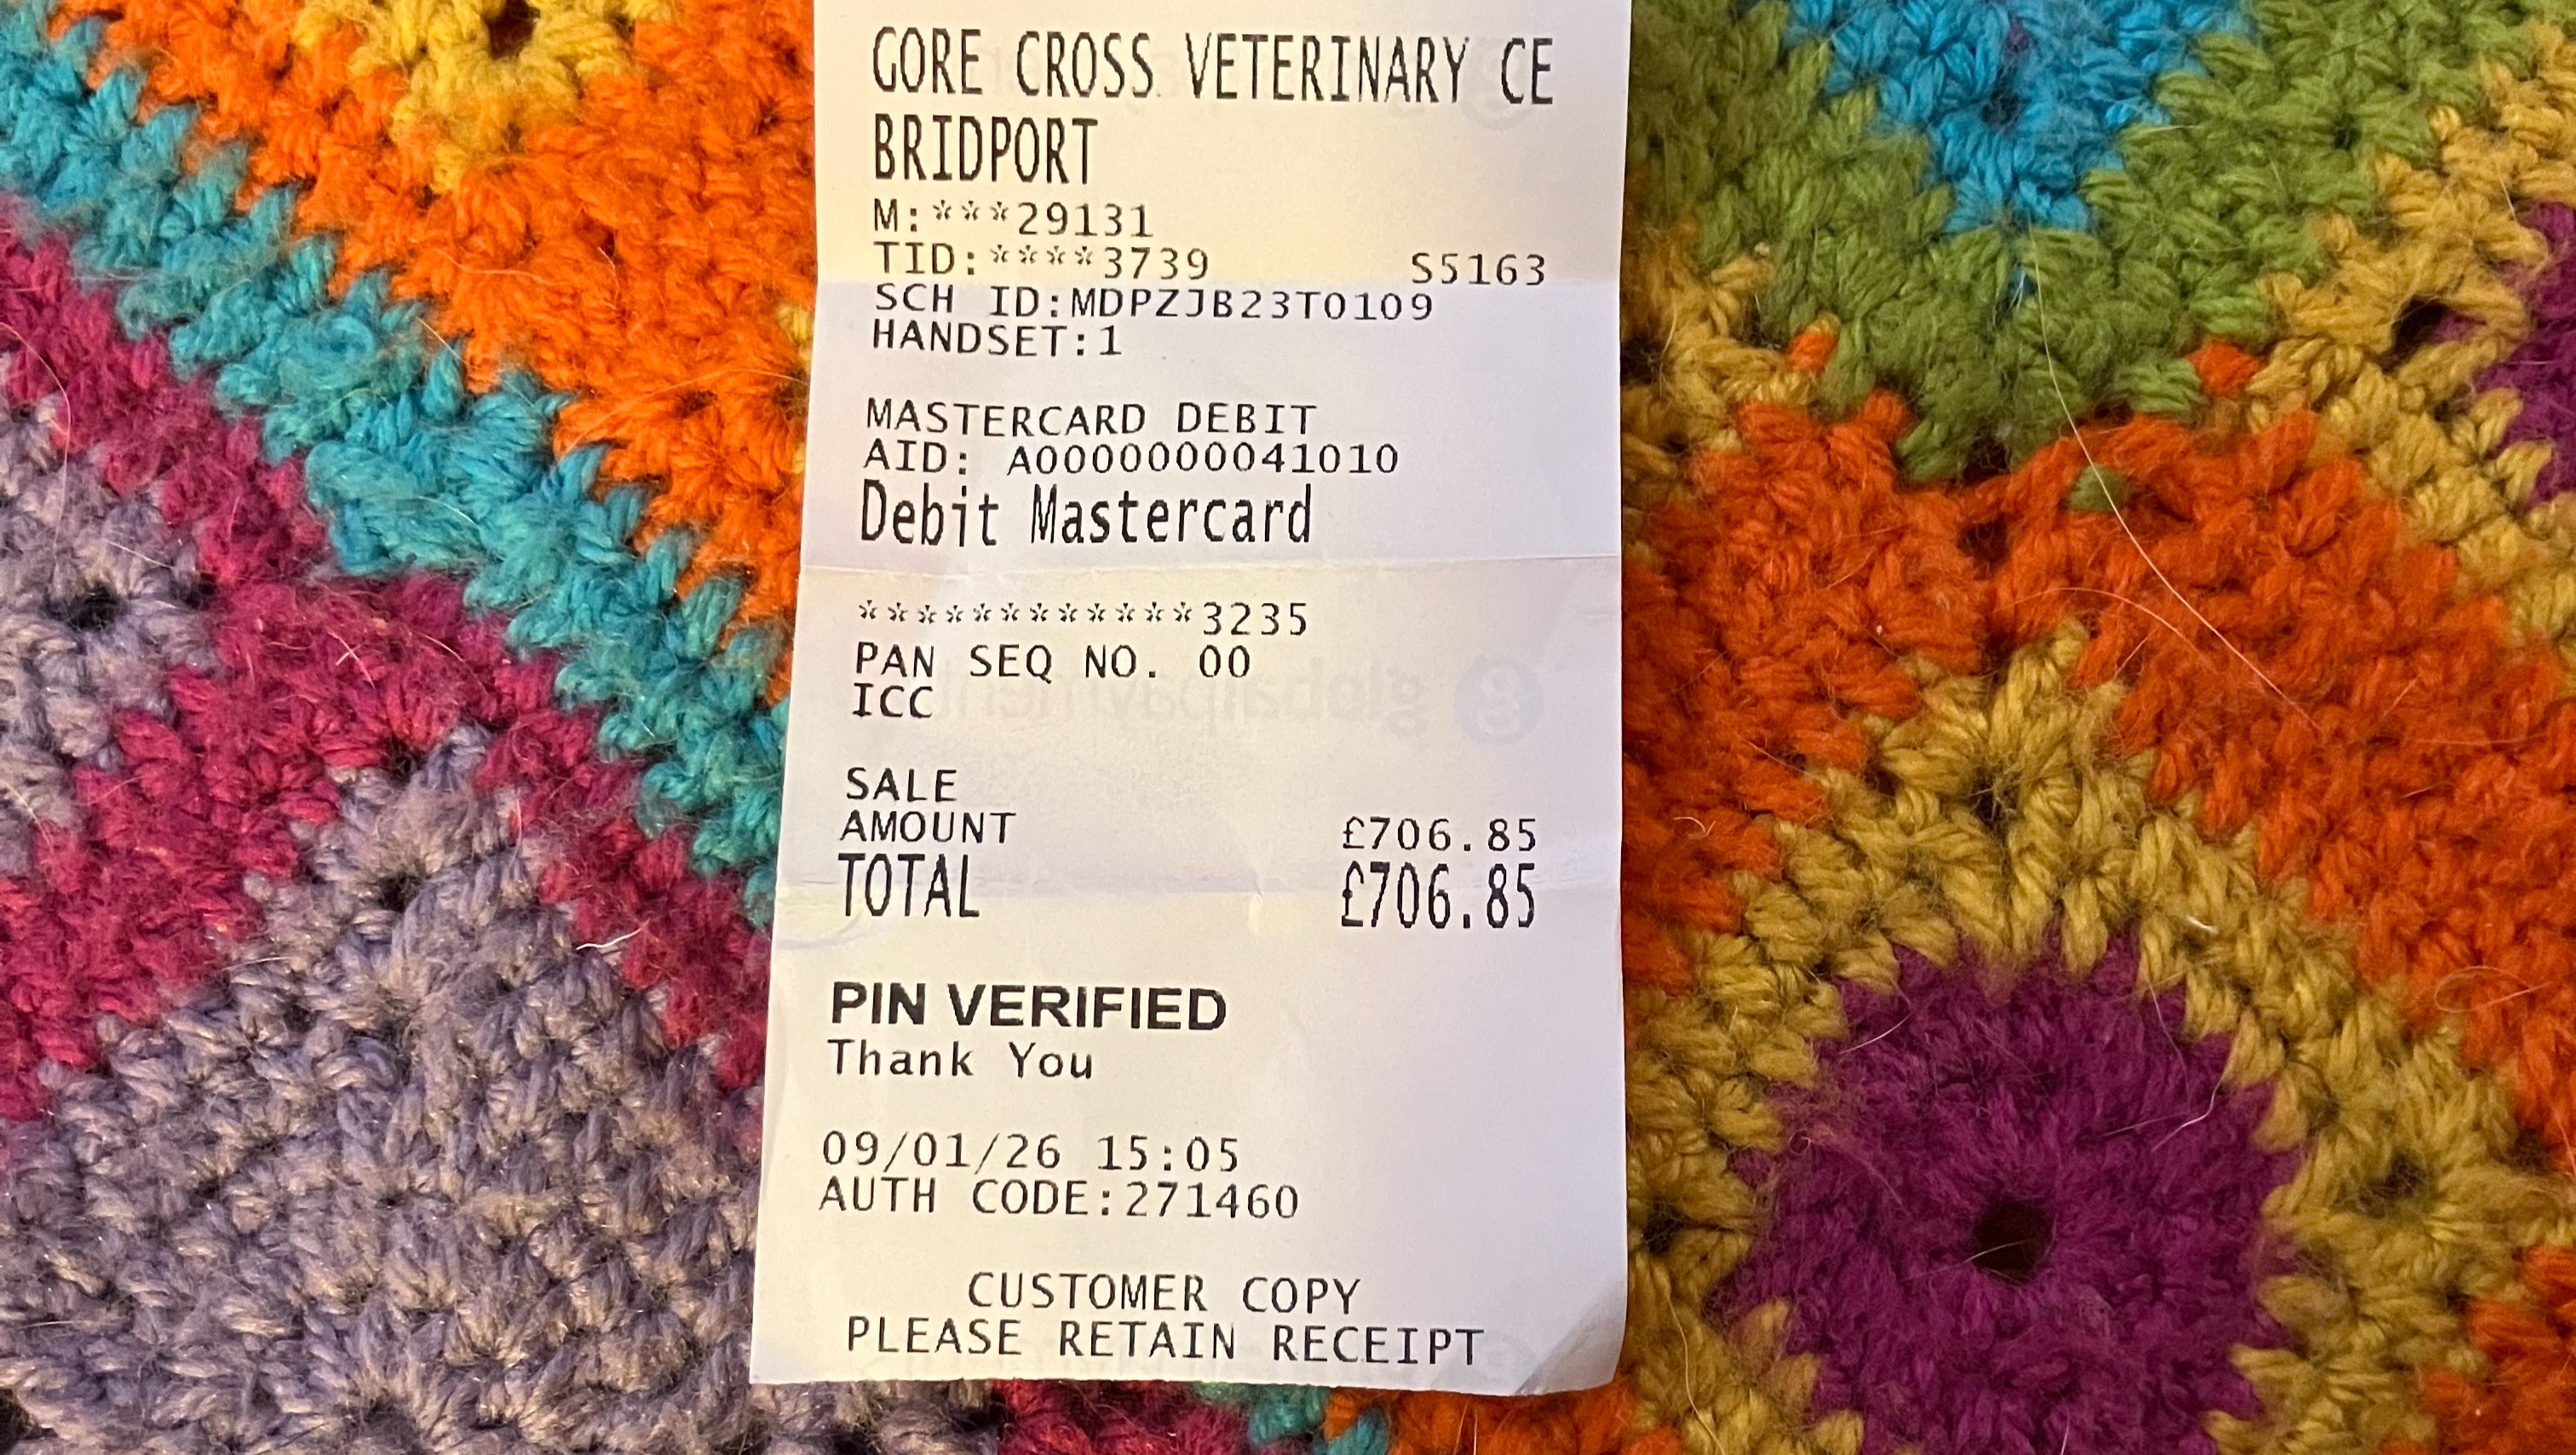 GORE CROSS VETERINARY CE
BRIDPORT
M:***29131
TID:****3739 S5163
SCH ID:MDPZJB23T0109
HANDSET:1
MASTERCARD DEBIT
AID: A0000000041010
Debit Mastercard
************3235
PAN SEQ NO. 00
ICC
globalpayments
SALE
AMOUNT £706.85
TOTAL £706.85
PIN VERIFIED
Thank You
09/01/26 15:05
AUTH CODE:271460
CUSTOMER COPY
PLEASE RETAIN RECEIPT